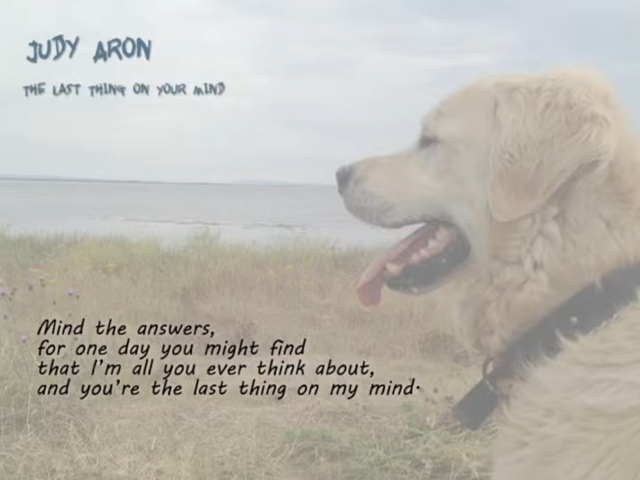 JUDY ARON
THE LAST THING ON YOUR MIND
Mind the answers,
for one day you might find
that I'm all you ever think about,
and you're the last thing on my mind.